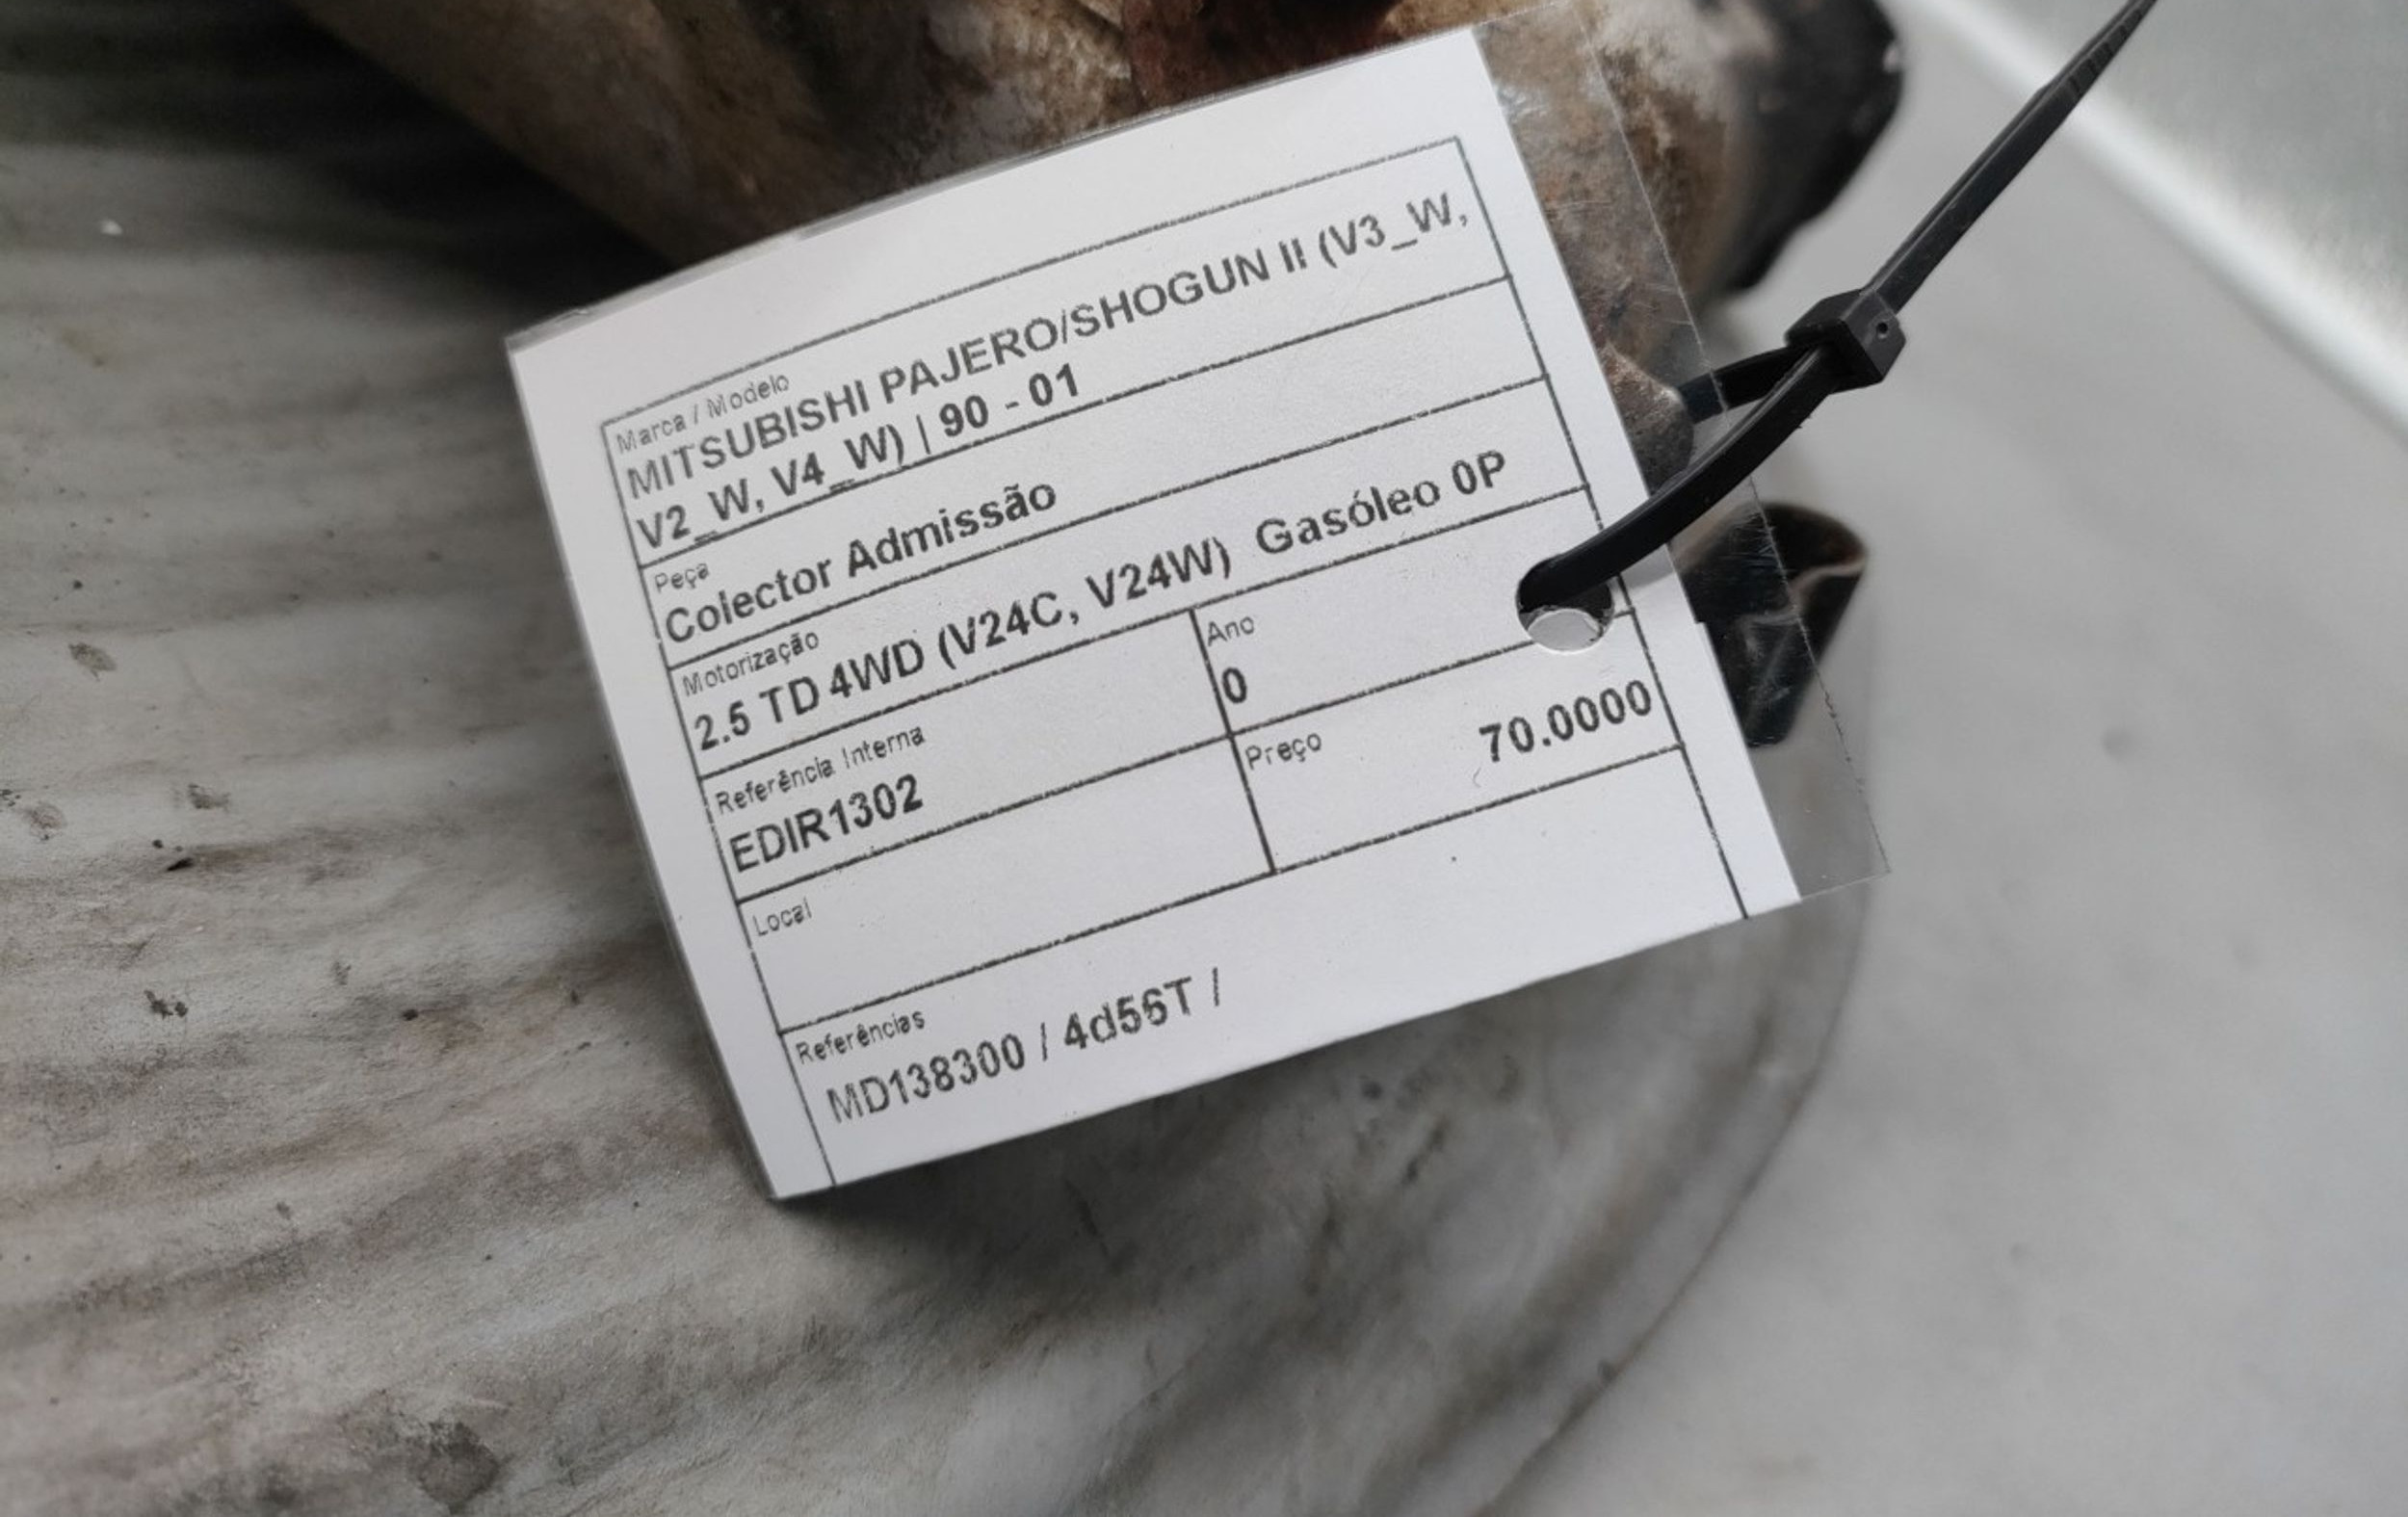 Marca / Modelo
MITSUBISHI PAJERO/SHOGUN II (V3_W,
V2_W, V4_W) | 90 - 01
Peça
Colector Admissão
Motorização
2.5 TD 4WD (V24C, V24W) Gasóleo 0P
Referência Interna
EDIR1302
Ano
0
Local
Preço
70.0000
Referências
MD138300 / 4d56T /